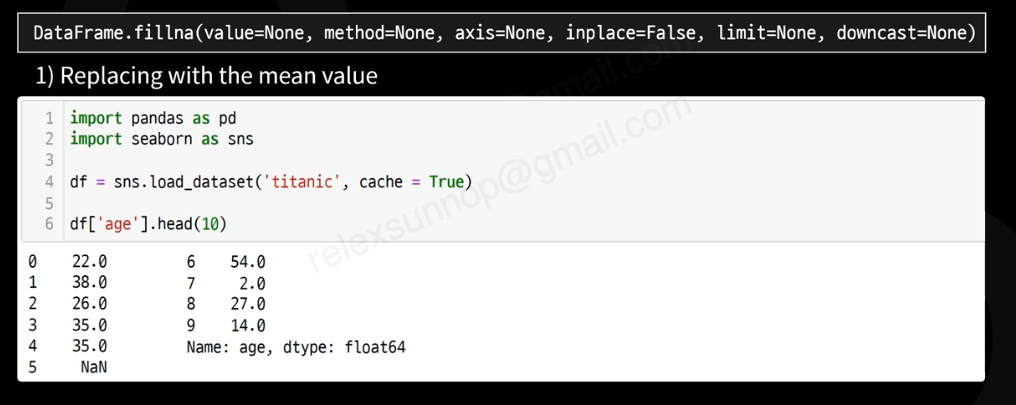 DataFrame.fillna(value=None, method=None, axis=None, inplace=False, limit=None, downcast=None)
1) Replacing with the mean value
1 import pandas as pd
2 import seaborn as sns
3
4 df = sns.load_dataset('titanic', cache = True)
5
6 df['age'].head(10)
0 22.0
1 38.0
2 26.0
3 35.0
4 35.0
5 NaN
6 54.0
7 2.0
8 27.0
9 14.0
Name: age, dtype: float64
relexsunnop@gmail.com